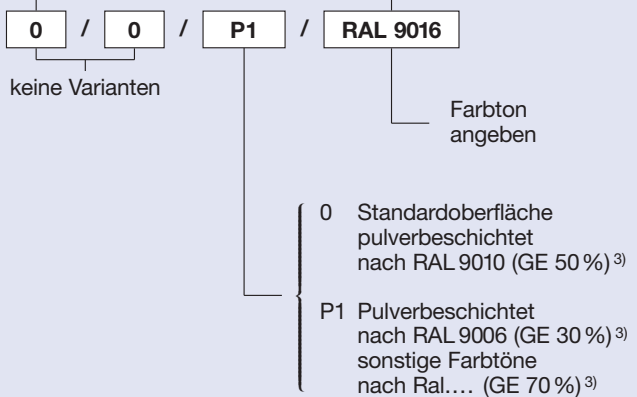 0 / 0 / P1 / RAL 9016
keine Varianten
Farbton
angeben
0 Standardoberfläche
pulverbeschichtet
nach RAL 9010 (GE 50 %) 3)
P1 Pulverbeschichtet
nach RAL 9006 (GE 30 %) 3)
sonstige Farbtöne
nach Ral.... (GE 70 %) 3)